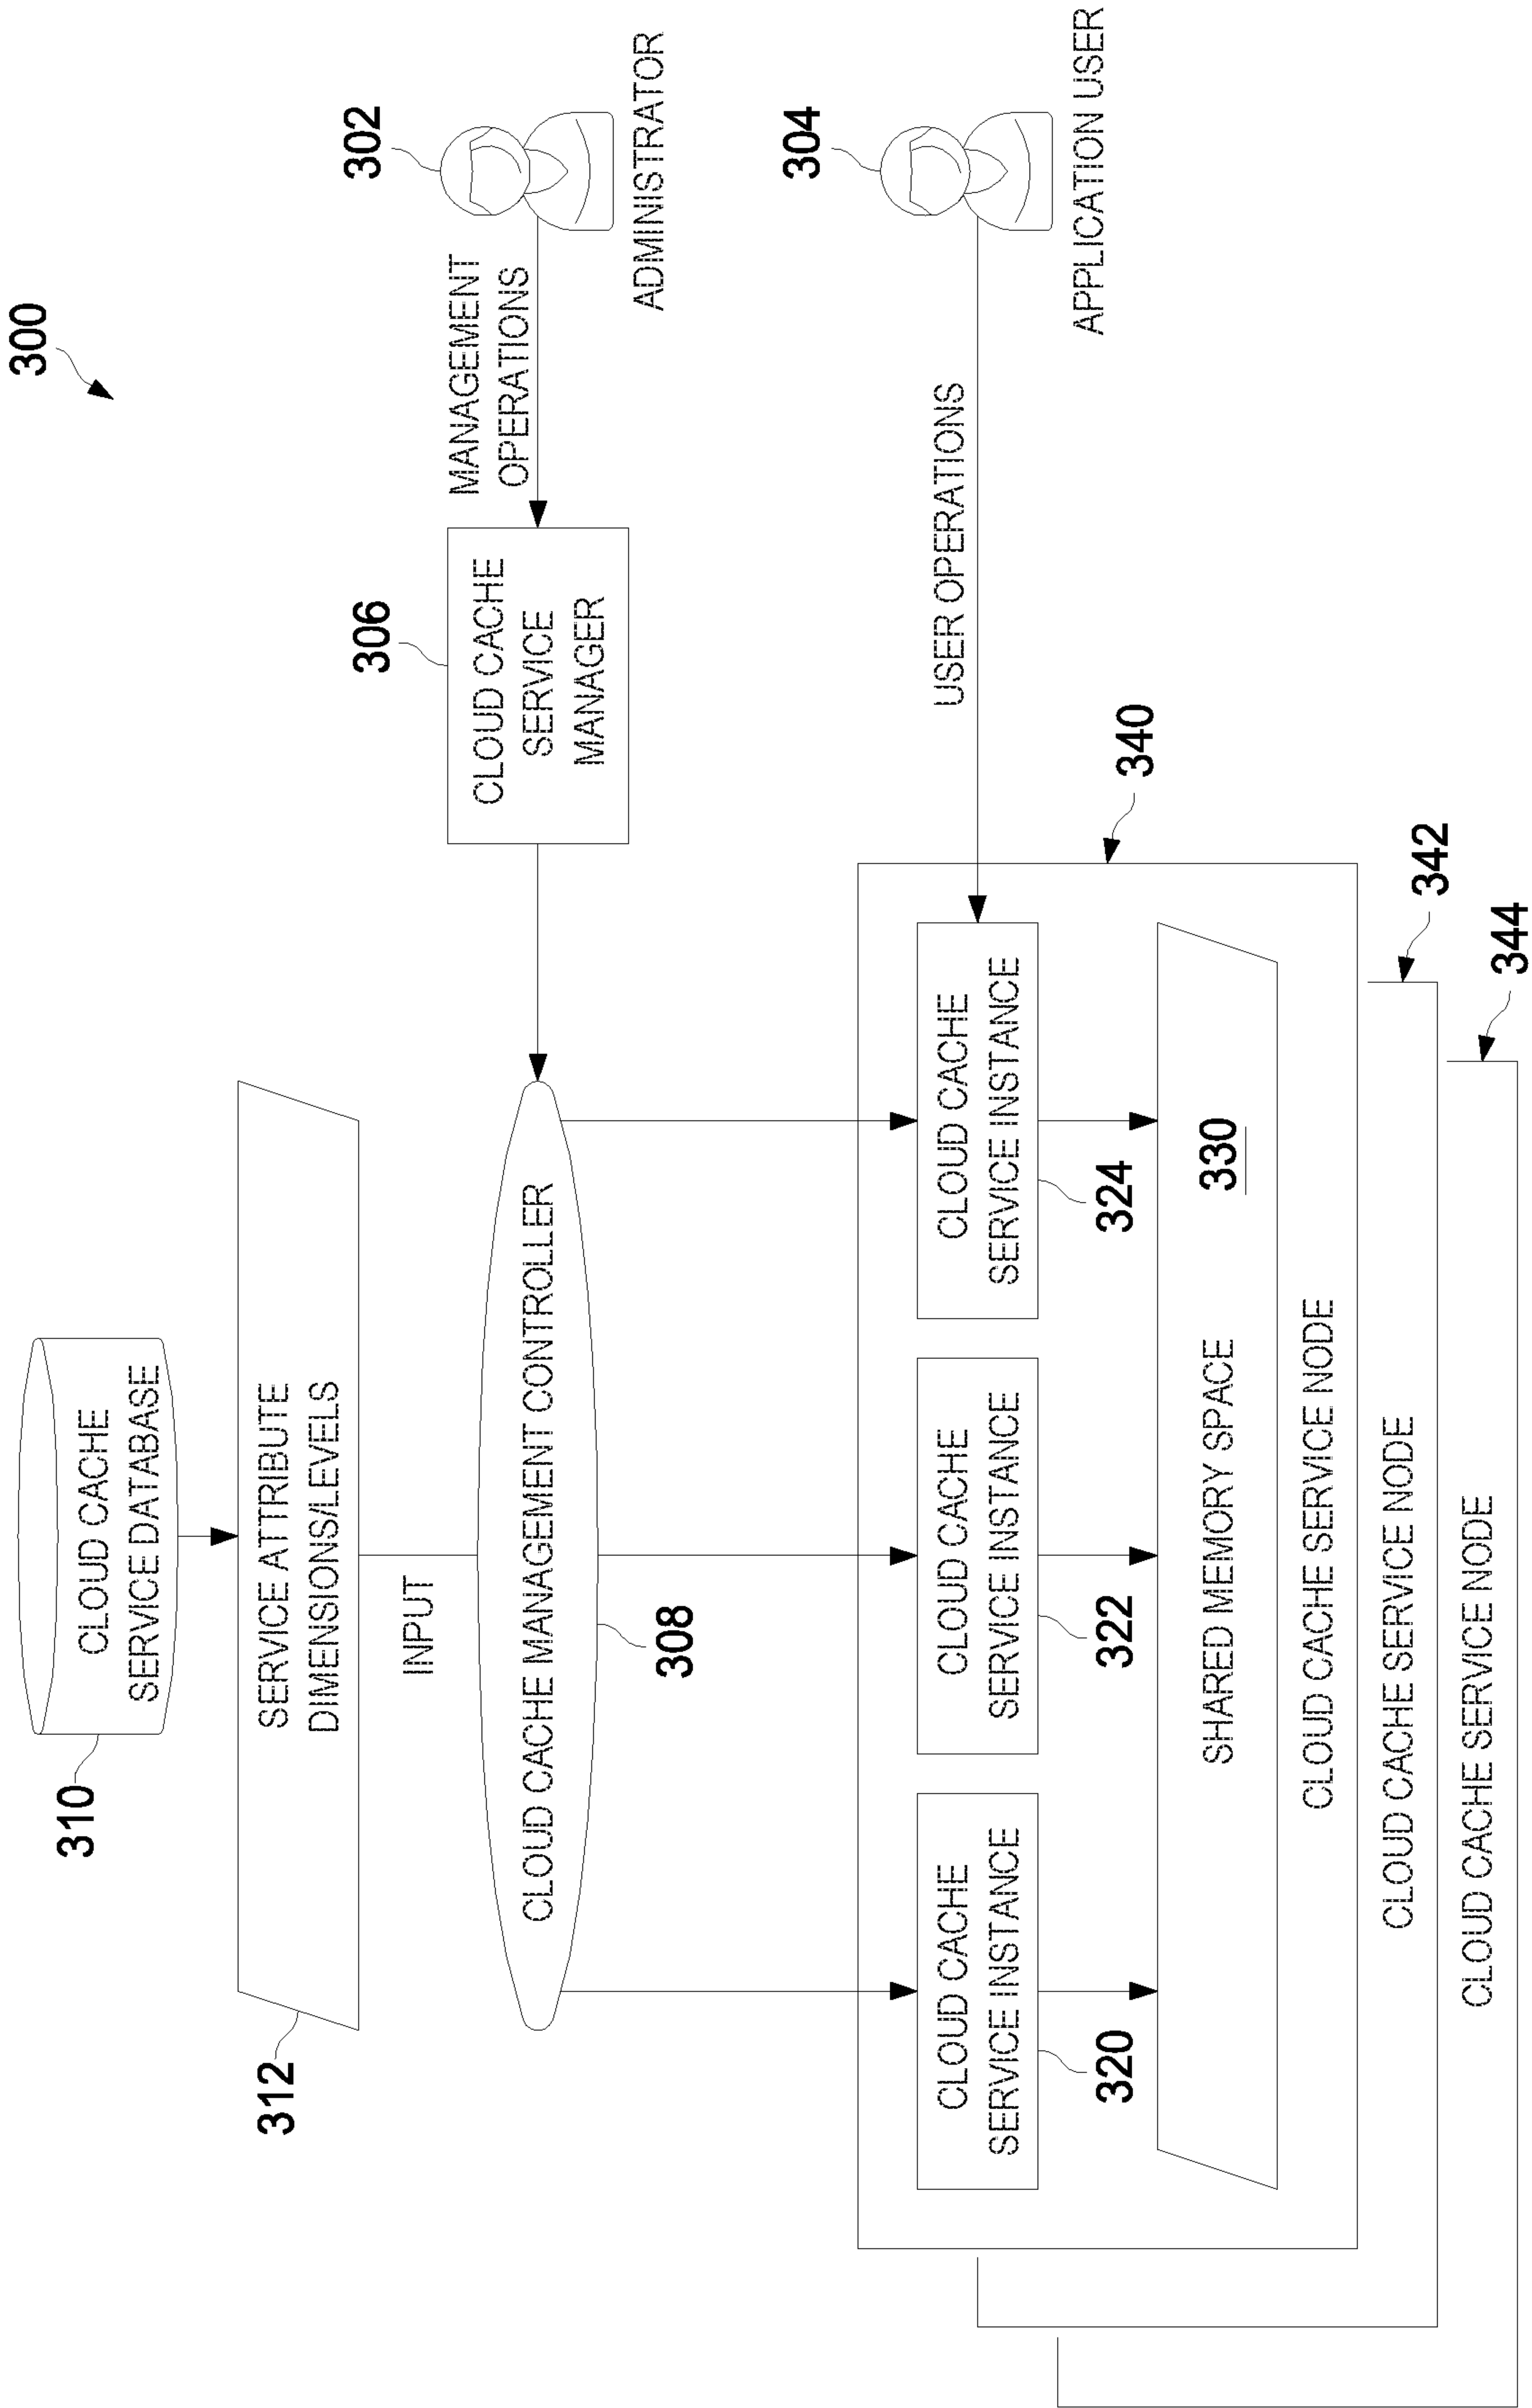 300
CLOUD CACHE
SERVICE DATABASE
310
SERVICE ATTRIBUTE
DIMENSIONS/LEVELS
312
INPUT
CLOUD CACHE MANAGEMENT CONTROLLER
308
CLOUD CACHE
SERVICE
MANAGER
306
MANAGEMENT
OPERATIONS
302
ADMINISTRATOR
304
APPLICATION USER
USER OPERATIONS
CLOUD CACHE
SERVICE INSTANCE
320
CLOUD CACHE
SERVICE INSTANCE
322
CLOUD CACHE
SERVICE INSTANCE
324
SHARED MEMORY SPACE
330
CLOUD CACHE SERVICE NODE
340
CLOUD CACHE SERVICE NODE
342
CLOUD CACHE SERVICE NODE
344